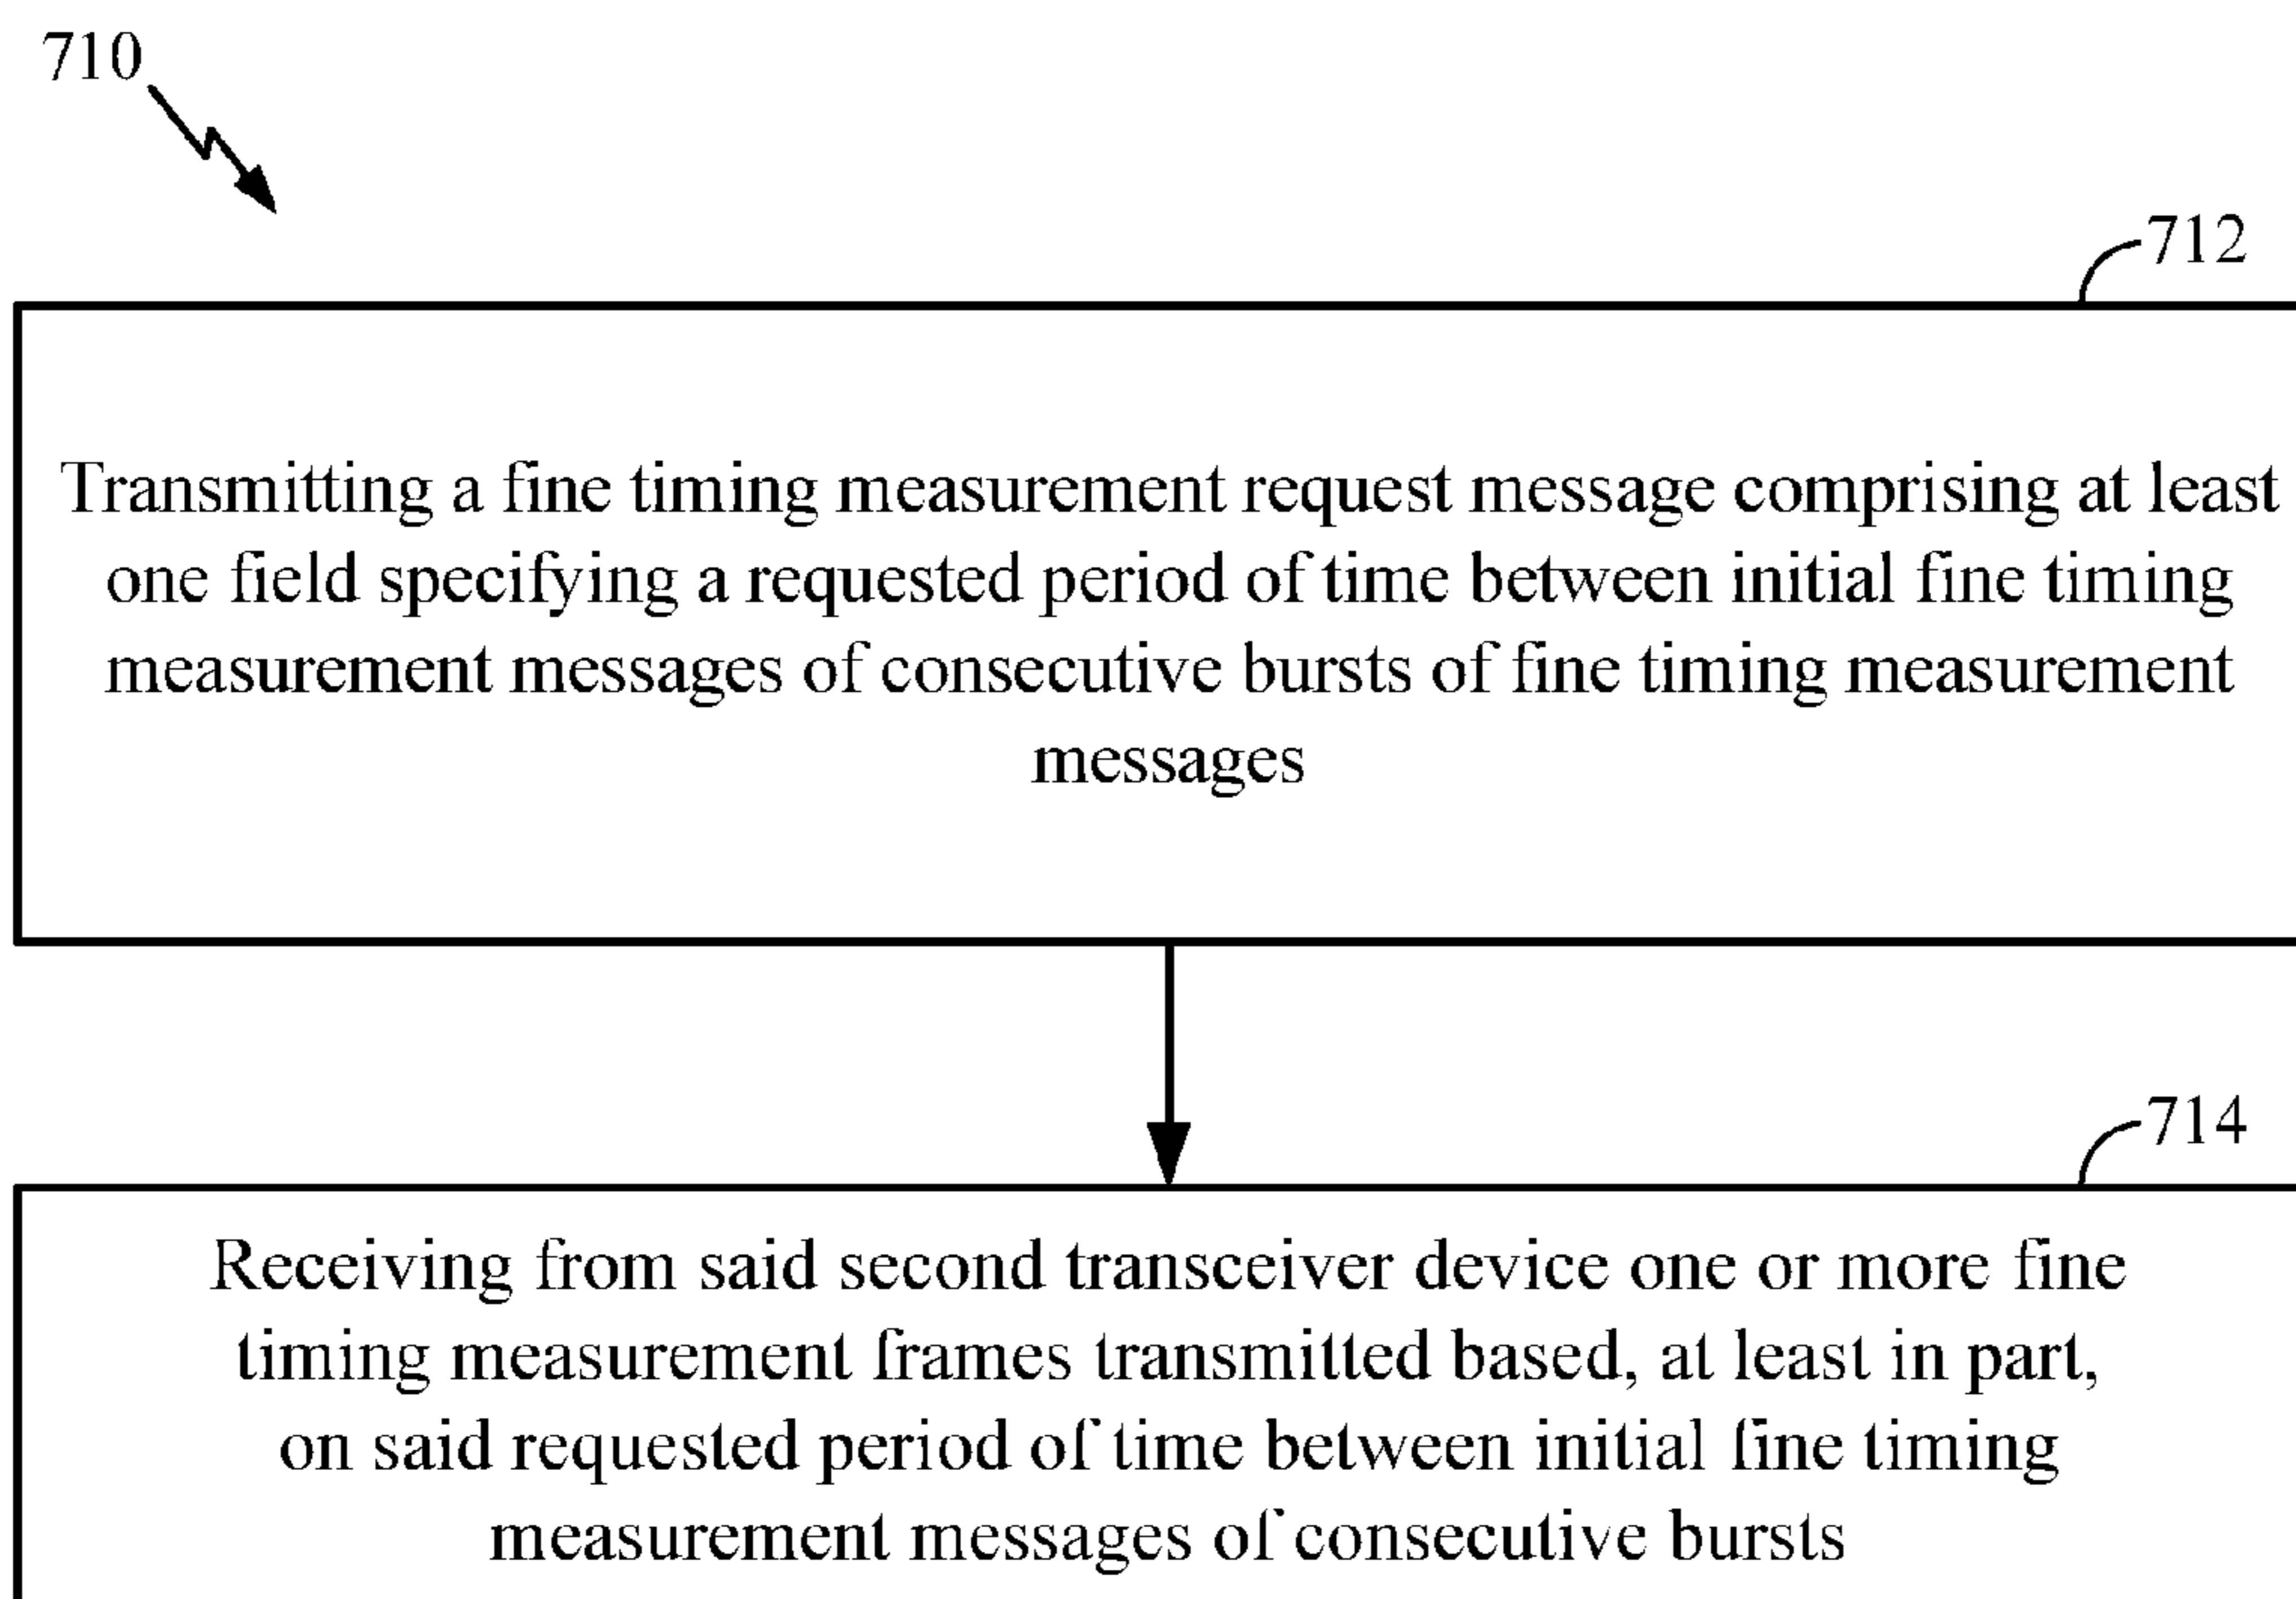 710
712
Transmitting a fine timing measurement request message comprising at least
one field specifying a requested period of time between initial fine timing
measurement messages of consecutive bursts of fine timing measurement
messages
714
Receiving from said second transceiver device one or more fine
timing measurement frames transmitted based, at least in part,
on said requested period of time between initial fine timing
measurement messages of consecutive bursts